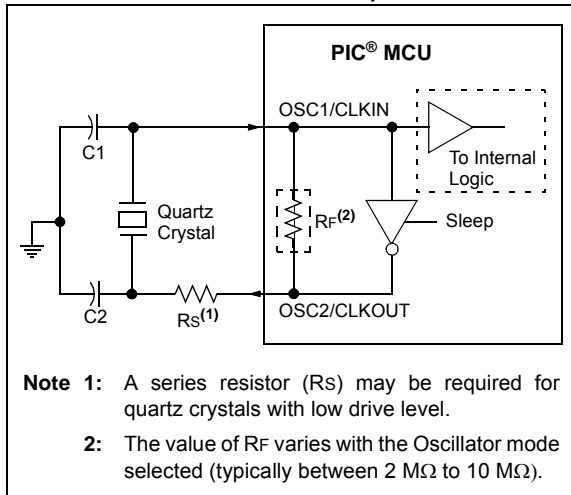 PIC® MCU
OSC1/CLKIN
C1
To Internal
Logic
Quartz
Crystal
RF(2)
Sleep
C2
RS(1)
OSC2/CLKOUT
Note 1: A series resistor (RS) may be required for
quartz crystals with low drive level.
2: The value of RF varies with the Oscillator mode
selected (typically between 2 MΩ to 10 MΩ).